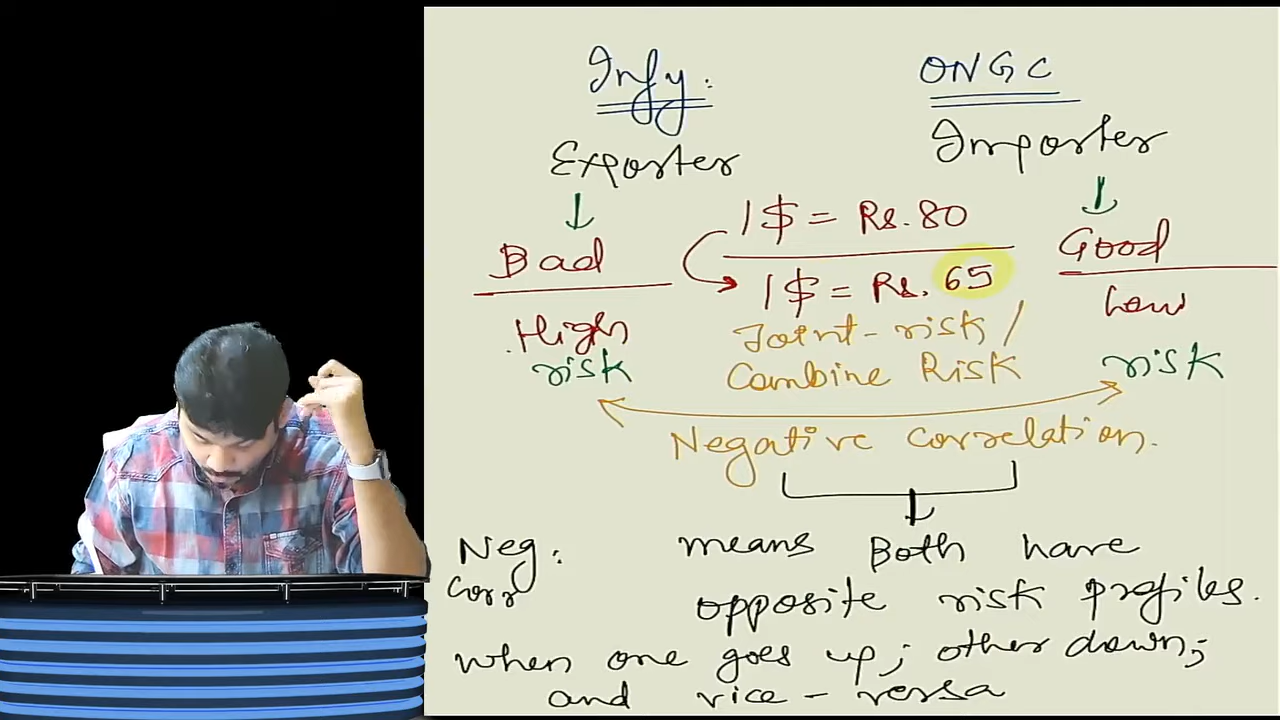 Infy: ONGC
Exporter Importer
1$ = Rs. 80
Bad Good
1$ = Rs. 65
High low
risk Joint-risk / risk
Combine Risk
Negative correlation.
Neg: means Both have
Corr opposite risk profiles.
when one goes up; other down;
and vice-versa